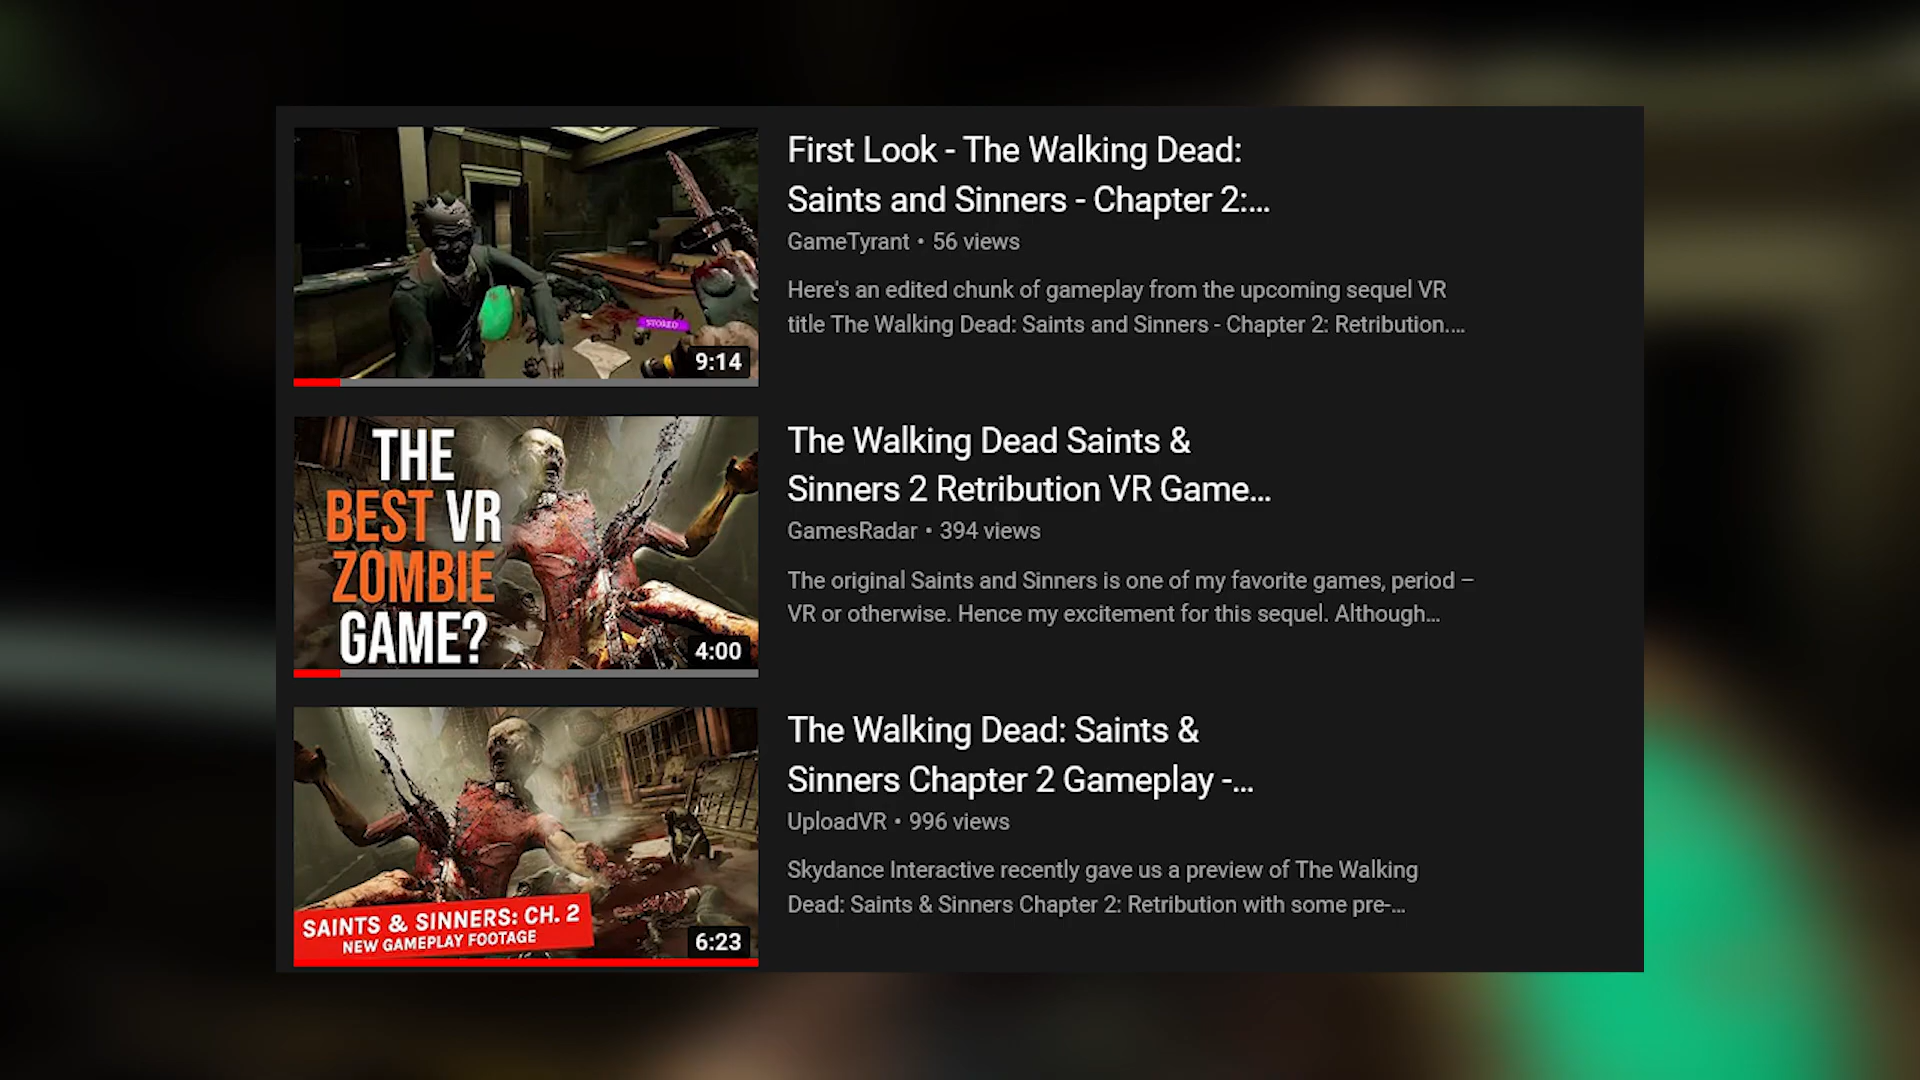 First Look - The Walking Dead:
Saints and Sinners - Chapter 2:...
GameTyrant • 56 views
Here's an edited chunk of gameplay from the upcoming sequel VR
title The Walking Dead: Saints and Sinners - Chapter 2: Retribution....
STORED
9:14
THE
BEST VR
ZOMBIE
GAME?
4:00
The Walking Dead Saints &
Sinners 2 Retribution VR Game...
GamesRadar • 394 views
The original Saints and Sinners is one of my favorite games, period –
VR or otherwise. Hence my excitement for this sequel. Although...
SAINTS & SINNERS: CH. 2
NEW GAMEPLAY FOOTAGE
6:23
The Walking Dead: Saints &
Sinners Chapter 2 Gameplay -...
UploadVR • 996 views
Skydance Interactive recently gave us a preview of The Walking
Dead: Saints & Sinners Chapter 2: Retribution with some pre-...